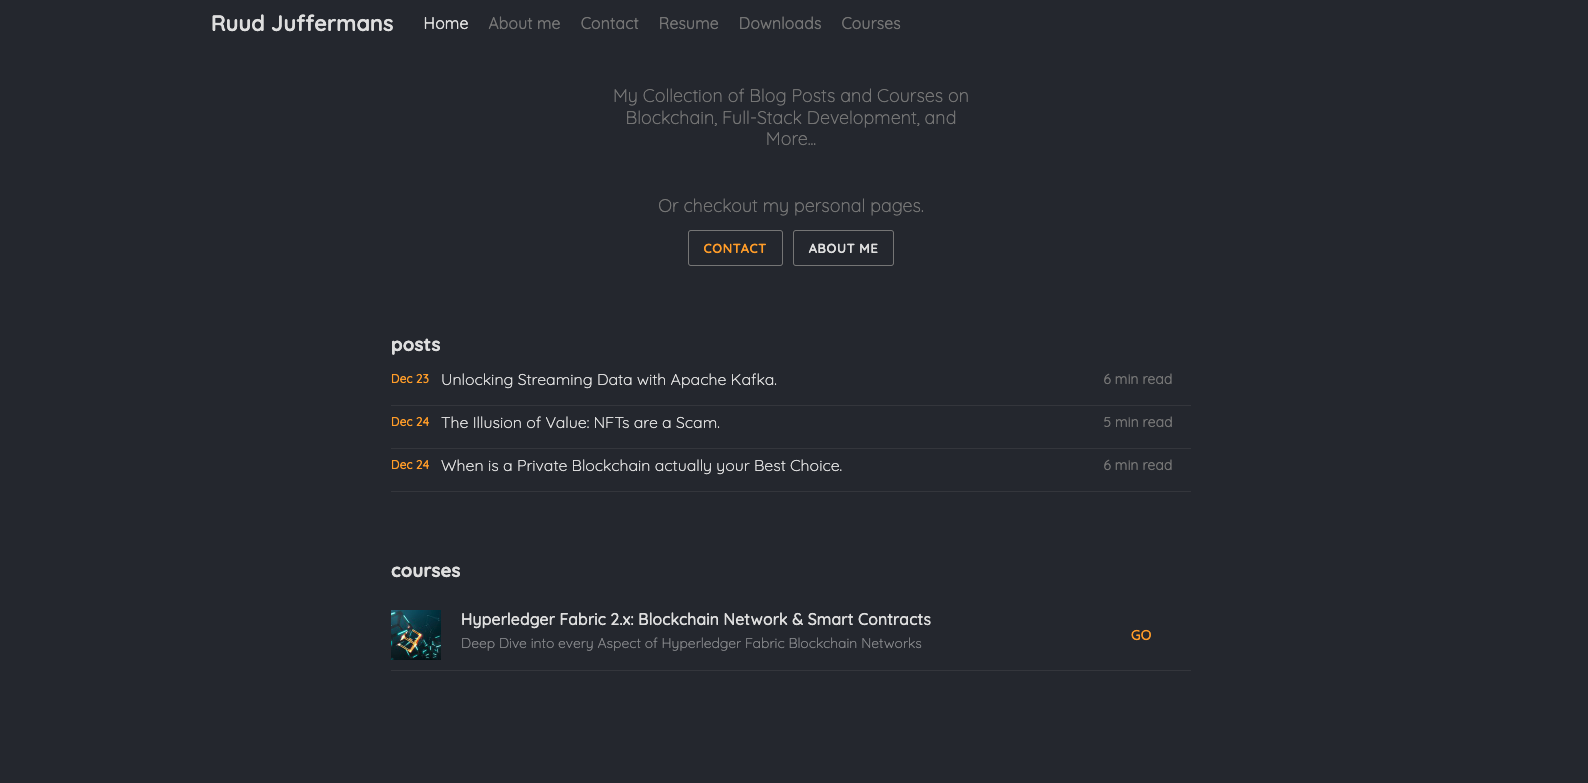 Ruud Juffermans Home About me Contact Resume Downloads Courses
My Collection of Blog Posts and Courses on
Blockchain, Full-Stack Development, and
More...
Or checkout my personal pages.
CONTACT ABOUT ME
posts
Dec 23 Unlocking Streaming Data with Apache Kafka. 6 min read
Dec 24 The Illusion of Value: NFTs are a Scam. 5 min read
Dec 24 When is a Private Blockchain actually your Best Choice. 6 min read
courses
Hyperledger Fabric 2.x: Blockchain Network & Smart Contracts
Deep Dive into every Aspect of Hyperledger Fabric Blockchain Networks
GO